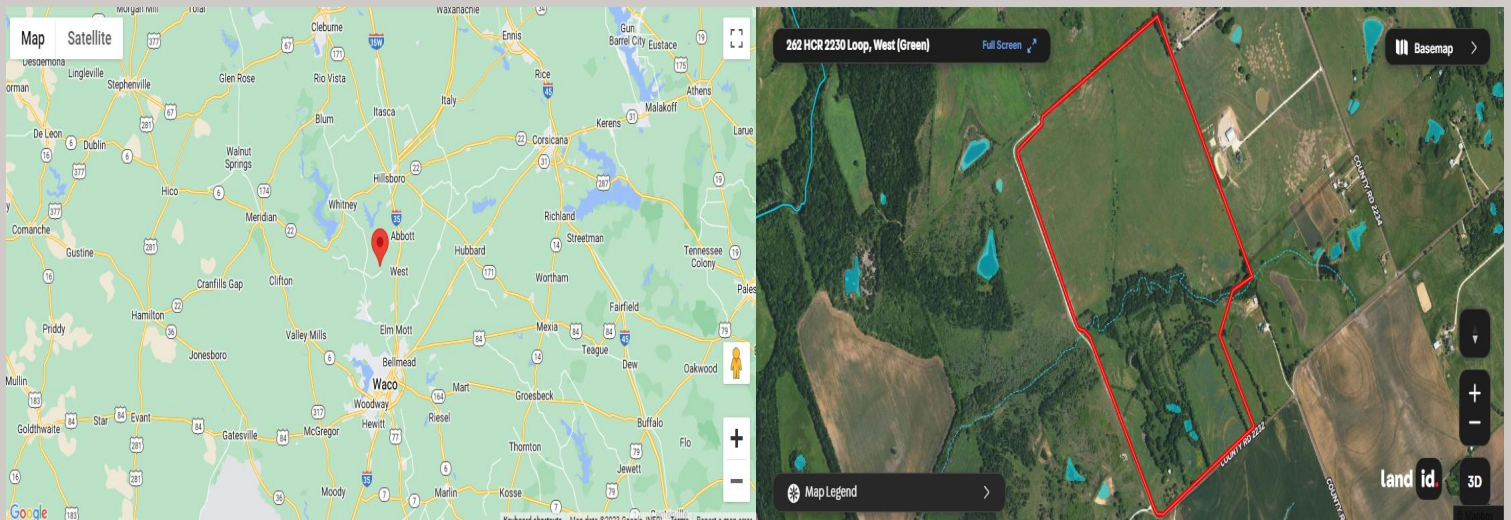 Map
Satellite
Morgan Mill
Tolar
Cleburne
Waxahachie
Ennis
Gun
Barrel City
Eustace
Desdemona
Lingleville
Stephenville
Glen Rose
Rio Vista
Rice
Athens
Malakoff
Itasca
Italy
Blum
Kerens
Larue
De Leon
Dublin
Walnut
Springs
Corsicana
Hillsboro
Hico
Whitney
Meridian
Richland
Abbott
Streetman
Comanche
Gustine
Hubbard
Tennessee
Colony
West
Wortham
Cranfills Gap
Clifton
Fairfield
Hamilton
Priddy
Valley Mills
Elm Mott
Mexia
Teague
Jonesboro
Bellmead
Dew
Oakwood
Waco
Mullin
Mart
Groesbeck
Woodway
Star
Evant
Riesel
Goldthwaite
Gatesville
McGregor
Hewitt
Buffalo
Flo
Thornton
Jewett
Moody
Marlin
Kosse
Google
262 HCR 2230 Loop, West (Green)
Full Screen
Basemap
COUNTY RD 2234
COUNTY RD 2232
Map Legend
land id.
3D